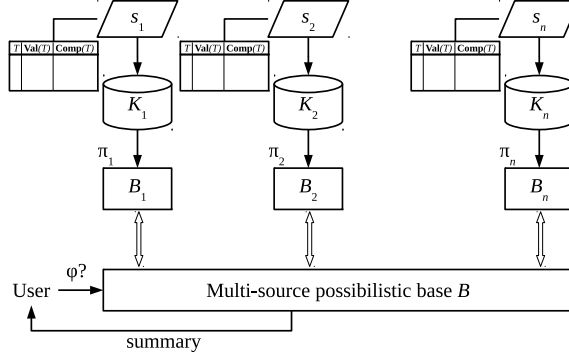 s1 s2 sn
T Val(T) Comp(T) T Val(T) Comp(T) T Val(T) Comp(T)
K1 K2 Kn
π1 π2 πn
B1 B2 Bn
φ?
User Multi-source possibilistic base B
summary